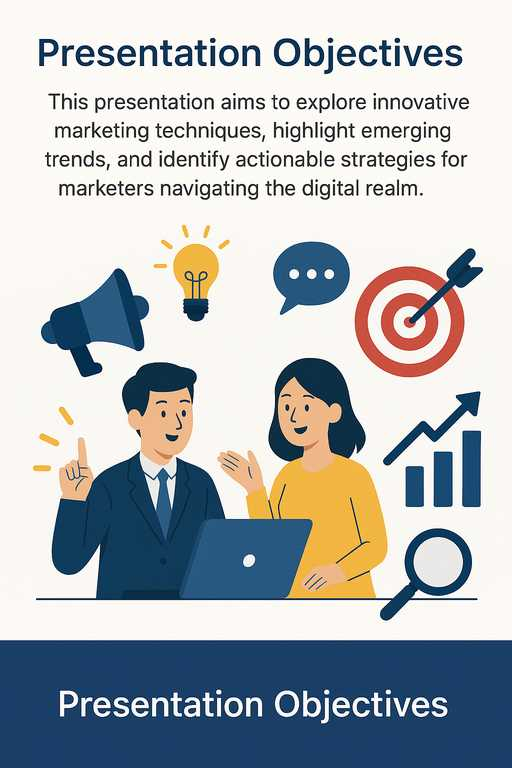 Presentation Objectives
This presentation aims to explore innovative
marketing techniques, highlight emerging
trends, and identify actionable strategies for
marketers navigating the digital realm.
Presentation Objectives